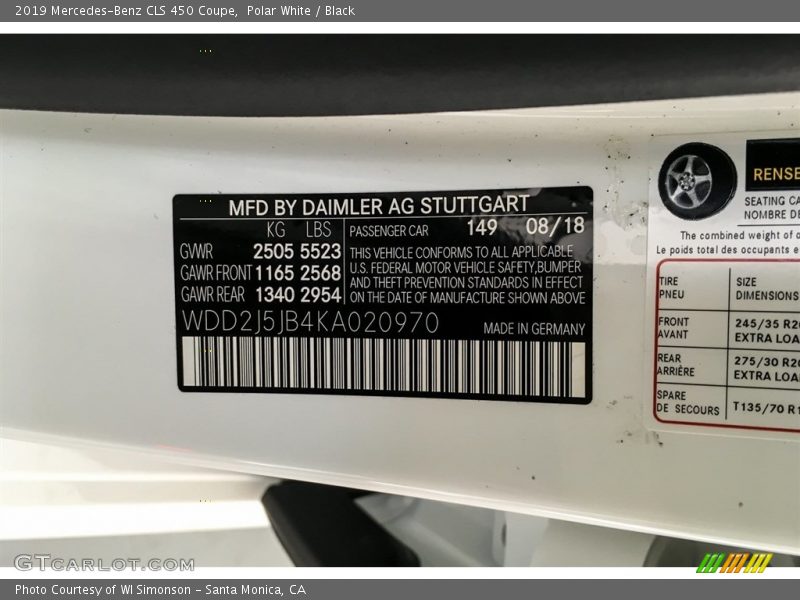 2019 Mercedes-Benz CLS 450 Coupe, Polar White / Black
MFD BY DAIMLER AG STUTTGART
KG LBS PASSENGER CAR 149 08/18
GVWR 2505 5523
GAWR FRONT 1165 2568
GAWR REAR 1340 2954
THIS VEHICLE CONFORMS TO ALL APPLICABLE
U.S. FEDERAL MOTOR VEHICLE SAFETY, BUMPER
AND THEFT PREVENTION STANDARDS IN EFFECT
ON THE DATE OF MANUFACTURE SHOWN ABOVE
WDD2J5JB4KA020970 MADE IN GERMANY
RENSE
SEATING CA
NOMBRE DE
The combined weight of o
Le poids total des occupants e
TIRE SIZE
PNEU DIMENSIONS
FRONT 245/35 R20
AVANT EXTRA LOA
REAR 275/30 R20
ARRIÈRE EXTRA LOA
SPARE
DE SECOURS T135/70 R1
GTCARLOT.COM
Photo Courtesy of WI Simonson - Santa Monica, CA